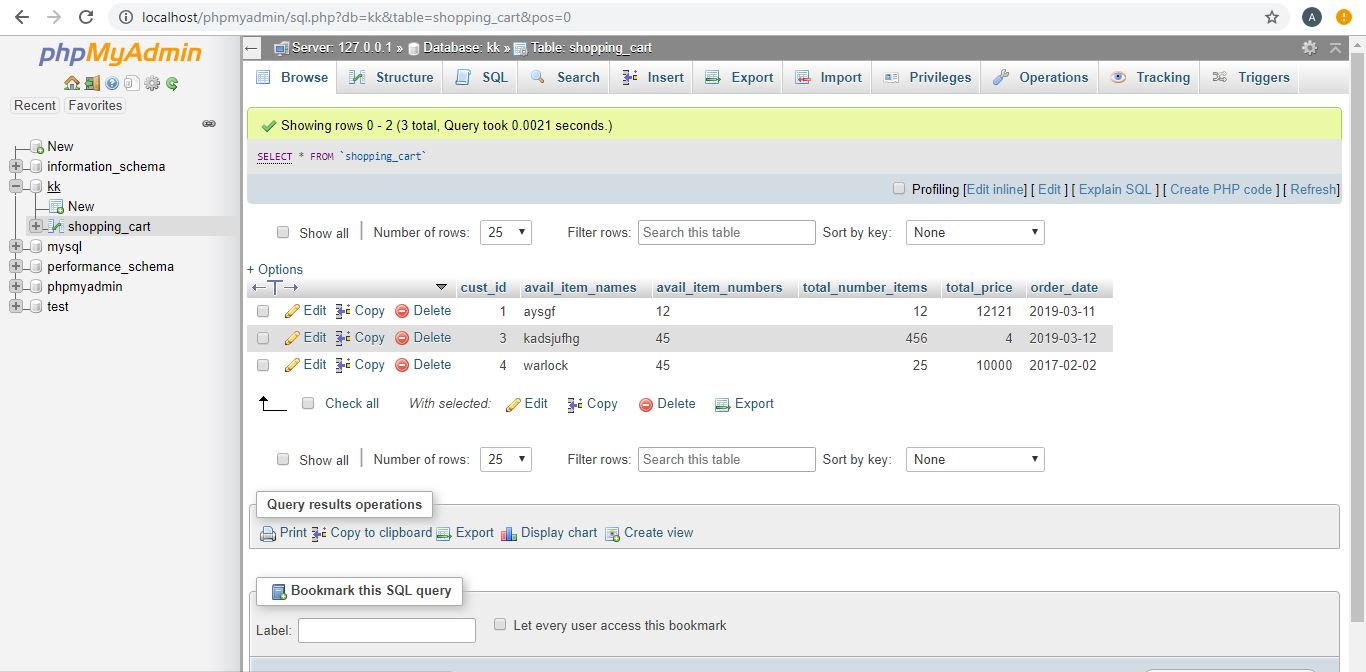 localhost/phpmyadmin/sql.php?db=kk&table=shopping_cart&pos=0
A
phpMyAdmin
Recent Favorites
New
information_schema
kk
New
shopping_cart
mysql
performance_schema
phpmyadmin
test
Server: 127.0.0.1 » Database: kk » Table: shopping_cart
Browse Structure SQL Search Insert Export Import Privileges Operations Tracking Triggers
Showing rows 0 - 2 (3 total, Query took 0.0021 seconds.)
SELECT * FROM `shopping_cart`
Profiling [Edit inline] [ Edit ] [ Explain SQL ] [ Create PHP code ] [ Refresh]
Show all Number of rows: 25 Filter rows: Search this table Sort by key: None
+ Options
cust_id avail_item_names avail_item_numbers total_number_items total_price order_date
Edit Copy Delete 1 aysgf 12 12 12121 2019-03-11
Edit Copy Delete 3 kadsjufhg 45 456 4 2019-03-12
Edit Copy Delete 4 warlock 45 25 10000 2017-02-02
Check all With selected: Edit Copy Delete Export
Show all Number of rows: 25 Filter rows: Search this table Sort by key: None
Query results operations
Print Copy to clipboard Export Display chart Create view
Bookmark this SQL query
Label: Let every user access this bookmark